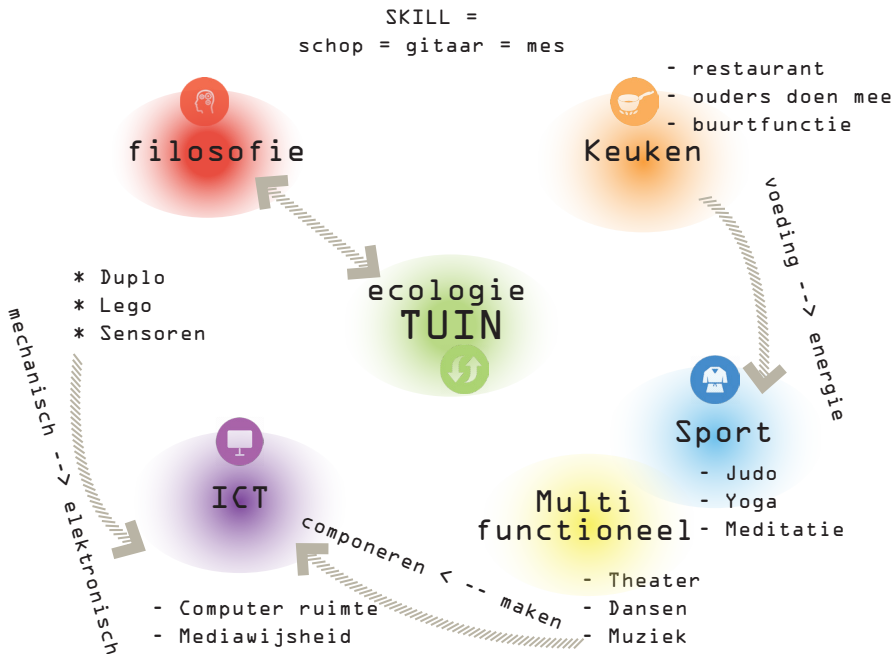 SKILL =
schop = gitaar = mes
filosofie
Keuken
- restaurant
- ouders doen mee
- buurtfunctie
voeding --> energie
ecologie
TUIN
* Duplo
* Lego
* Sensoren
mechanisch --> elektronisch
Sport
- Judo
- Yoga
- Meditatie
ICT
- Computer ruimte
- Mediawijsheid
componeren < -- maken
Multi
functioneel
- Theater
- Dansen
- Muziek